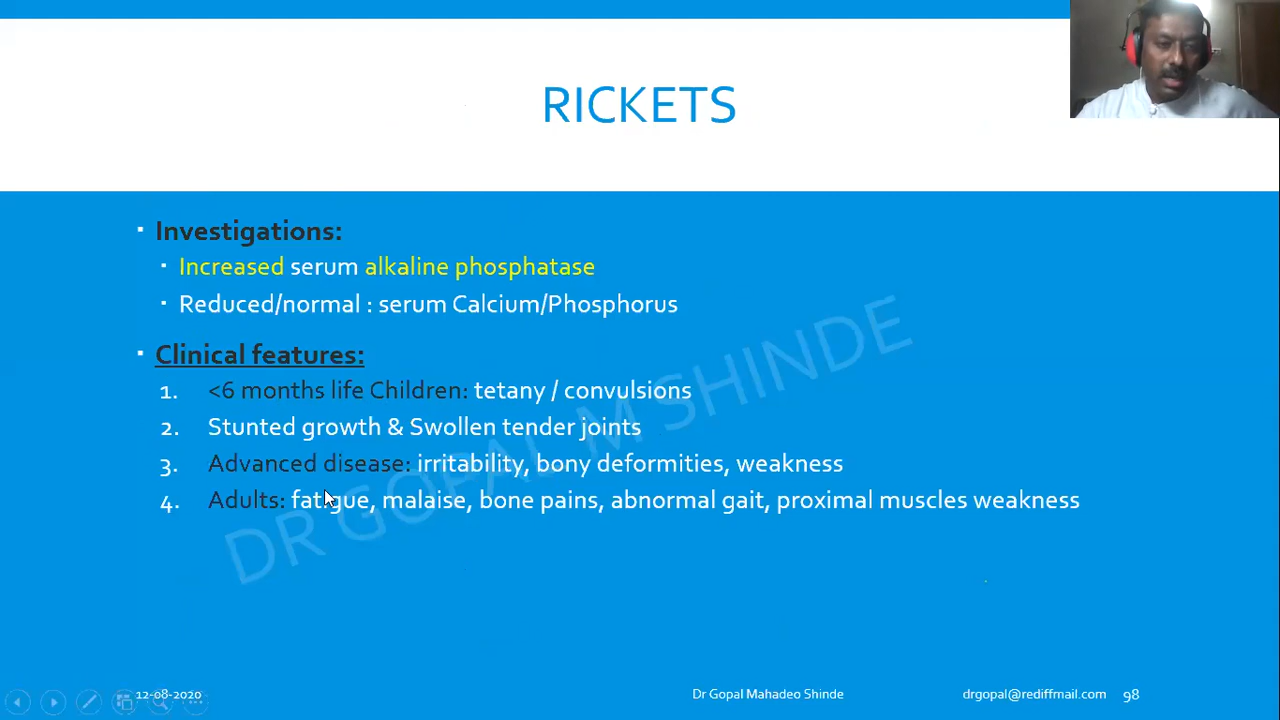 RICKETS
Investigations:
Increased serum alkaline phosphatase
Reduced/normal : serum Calcium/Phosphorus
Clinical features:
1. <6 months life Children: tetany / convulsions
2. Stunted growth & Swollen tender joints
3. Advanced disease: irritability, bony deformities, weakness
4. Adults: fatigue, malaise, bone pains, abnormal gait, proximal muscles weakness
DR GOPAL M SHINDE
12-08-2020 Dr Gopal Mahadeo Shinde drgopal@rediffmail.com 98